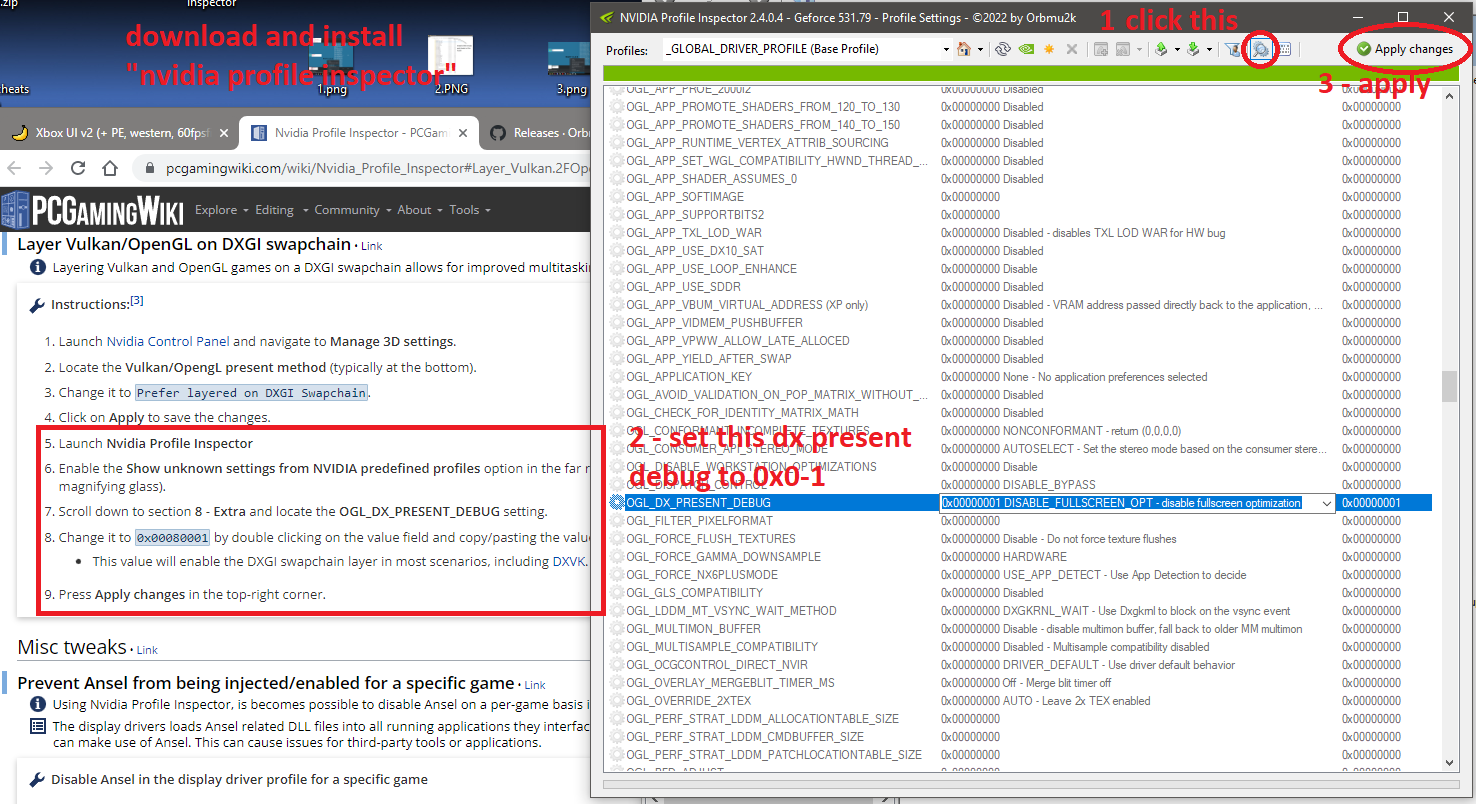 .zip
Inspector
download and install
"nvidia profile inspector"
cheats
1.png
2.PNG
3.png
Xbox UI v2 (+ PE, western, 60fps
Nvidia Profile Inspector - PCGam
Releases · Orb
pcgamingwiki.com/wiki/Nvidia_Profile_Inspector#Layer_Vulkan.2FOpe
PCGAMINGWIKI
Explore
Editing
Community
About
Tools
Layer Vulkan/OpenGL on DXGI swapchain · Link
Layering Vulkan and OpenGL games on a DXGI swapchain allows for improved multitaskin
Instructions:[3]
1. Launch Nvidia Control Panel and navigate to Manage 3D settings.
2. Locate the Vulkan/OpengL present method (typically at the bottom).
3. Change it to Prefer layered on DXGI Swapchain.
4. Click on Apply to save the changes.
5. Launch Nvidia Profile Inspector
6. Enable the Show unknown settings from NVIDIA predefined profiles option in the far r
magnifying glass).
7. Scroll down to section 8 - Extra and locate the OGL_DX_PRESENT_DEBUG setting.
8. Change it to 0x00080001 by double clicking on the value field and copy/pasting the value
• This value will enable the DXGI swapchain layer in most scenarios, including DXVK.
9. Press Apply changes in the top-right corner.
Misc tweaks · Link
Prevent Ansel from being injected/enabled for a specific game · Link
Using Nvidia Profile Inspector, is becomes possible to disable Ansel on a per-game basis i
The display drivers loads Ansel related DLL files into all running applications they interfac
can make use of Ansel. This can cause issues for third-party tools or applications.
Disable Ansel in the display driver profile for a specific game
NVIDIA Profile Inspector 2.4.0.4 - Geforce 531.79 - Profile Settings - ©2022 by Orbmu2k
1 click this
Profiles:
_GLOBAL_DRIVER_PROFILE (Base Profile)
Apply changes
3 - apply
OGL_APP_PROE_2000I2 0x00000000 Disabled 0x00000000
OGL_APP_PROMOTE_SHADERS_FROM_120_TO_130 0x00000000 Disabled 0x00000000
OGL_APP_PROMOTE_SHADERS_FROM_140_TO_150 0x00000000 Disabled 0x00000000
OGL_APP_RUNTIME_VERTEX_ATTRIB_SOURCING 0x00000000 Disabled 0x00000000
OGL_APP_SET_WGL_COMPATIBILITY_HWND_THREAD_... 0x00000000 Disabled 0x00000000
OGL_APP_SHADER_ASSUMES_0 0x00000000 Disabled 0x00000000
OGL_APP_SOFTIMAGE 0x00000000 0x00000000
OGL_APP_SUPPORTBITS2 0x00000000 0x00000000
OGL_APP_TXL_LOD_WAR 0x00000000 Disabled - disables TXL LOD WAR for HW bug 0x00000000
OGL_APP_USE_DX10_SAT 0x00000000 Disabled 0x00000000
OGL_APP_USE_LOOP_ENHANCE 0x00000000 Disable 0x00000000
OGL_APP_USE_SDDR 0x00000000 Disabled 0x00000000
OGL_APP_VBUM_VIRTUAL_ADDRESS (XP only) 0x00000000 Disabled - VRAM address passed directly back to the application, ... 0x00000000
OGL_APP_VIDMEM_PUSHBUFFER 0x00000000 Disabled 0x00000000
OGL_APP_VPWW_ALLOW_LATE_ALLOCED 0x00000000 Disabled 0x00000000
OGL_APP_YIELD_AFTER_SWAP 0x00000000 Disabled 0x00000000
OGL_APPLICATION_KEY 0x00000000 None - No application preferences selected 0x00000000
OGL_AVOID_VALIDATION_ON_POP_MATRIX_WITHOUT_... 0x00000000 Disabled 0x00000000
OGL_CHECK_FOR_IDENTITY_MATRIX_MATH 0x00000000 Disabled 0x00000000
OGL_CONFORMANT_INCOMPLETE_TEXTURES 0x00000000 NONCONFORMANT - return (0,0,0,0) 0x00000000
2 - set this dx present
OGL_CONSUMER_API_STEREO_MODE 0x00000000 AUTOSELECT - Set the stereo mode based on the consumer stere... 0x00000000
OGL_DISABLE_WORKSTATION_OPTIMIZATIONS 0x00000000 Disable 0x00000000
debug to 0x0-1
OGL_DISPATCH_CONTROL 0x00000000 DISABLE_BYPASS 0x00000000
OGL_DX_PRESENT_DEBUG 0x00000001 DISABLE_FULLSCREEN_OPT - disable fullscreen optimization 0x00000001
OGL_FILTER_PIXELFORMAT 0x00000000 0x00000000
OGL_FORCE_FLUSH_TEXTURES 0x00000000 Disable - Do not force texture flushes 0x00000000
OGL_FORCE_GAMMA_DOWNSAMPLE 0x00000000 HARDWARE 0x00000000
OGL_FORCE_NX6PLUSMODE 0x00000000 USE_APP_DETECT - Use App Detection to decide 0x00000000
OGL_GLS_COMPATIBILITY 0x00000000 Disabled 0x00000000
OGL_LDDM_MT_VSYNC_WAIT_METHOD 0x00000000 DXGKRNL_WAIT - Use Dxgkrnl to block on the vsync event 0x00000000
OGL_MULTIMON_BUFFER 0x00000000 Disable - disable multimon buffer, fall back to older MM multimon 0x00000000
OGL_MULTISAMPLE_COMPATIBILITY 0x00000000 Disabled - Multisample compatibility disabled 0x00000000
OGL_OCGCONTROL_DIRECT_NVIR 0x00000000 DRIVER_DEFAULT - Use driver default behavior 0x00000000
OGL_OVERLAY_MERGEBLIT_TIMER_MS 0x00000000 Off - Merge blit timer off 0x00000000
OGL_OVERRIDE_2XTEX 0x00000000 AUTO - Leave 2x TEX enabled 0x00000000
OGL_PERF_STRAT_LDDM_ALLOCATIONTABLE_SIZE 0x00000000 0x00000000
OGL_PERF_STRAT_LDDM_CMDBUFFER_SIZE 0x00000000 0x00000000
OGL_PERF_STRAT_LDDM_PATCHLOCATIONTABLE_SIZE 0x00000000 0x00000000